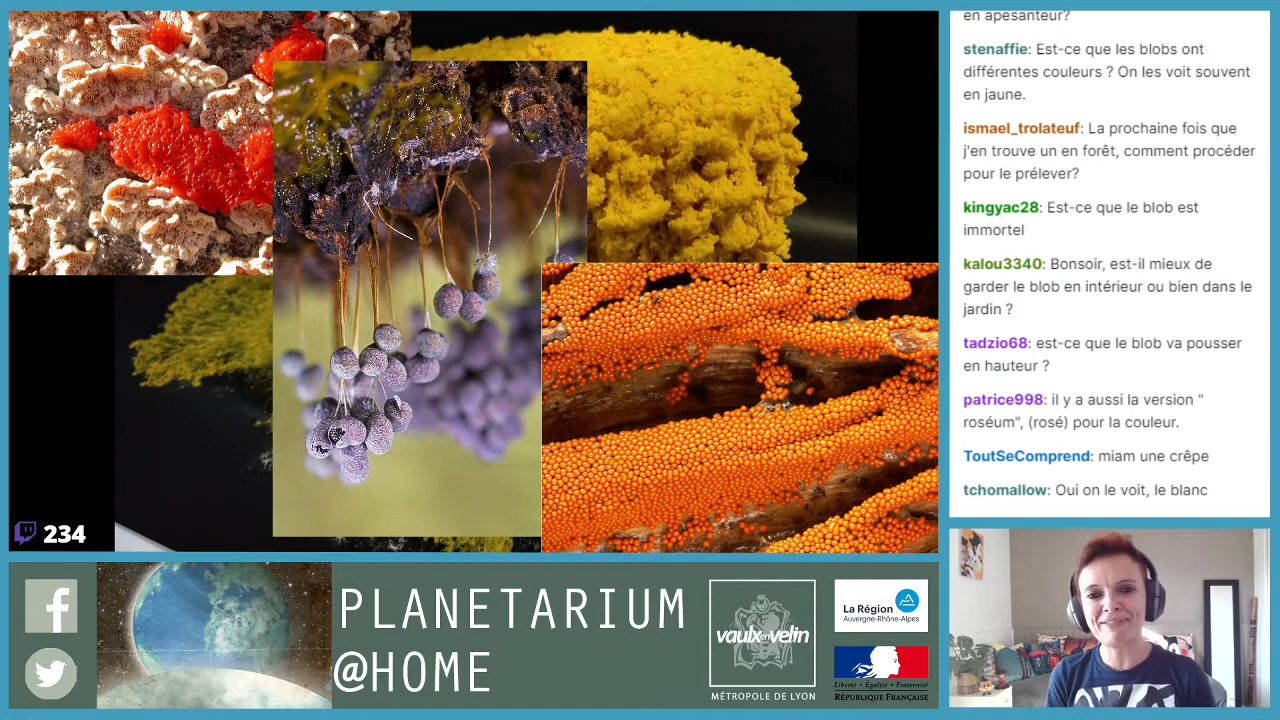 en apesanteur?
stenaffie: Est-ce que les blobs ont
différentes couleurs ? On les voit souvent
en jaune.
ismael_trolateuf: La prochaine fois que
j'en trouve un en forêt, comment procéder
pour le prélever?
kingyac28: Est-ce que le blob est
immortel
kalou3340: Bonsoir, est-il mieux de
garder le blob en intérieur ou bien dans le
jardin ?
tadzio68: est-ce que le blob va pousser
en hauteur ?
patrice998: il y a aussi la version "
roséum", (rosé) pour la couleur.
ToutSeComprend: miam une crêpe
tchomallow: Oui on le voit, le blanc
234
PLANETARIUM
@HOME
vaulx en velin
MÉTROPOLE DE LYON
La Région
Auvergne-Rhône-Alpes
Liberté • Égalité • Fraternité
RÉPUBLIQUE FRANÇAISE